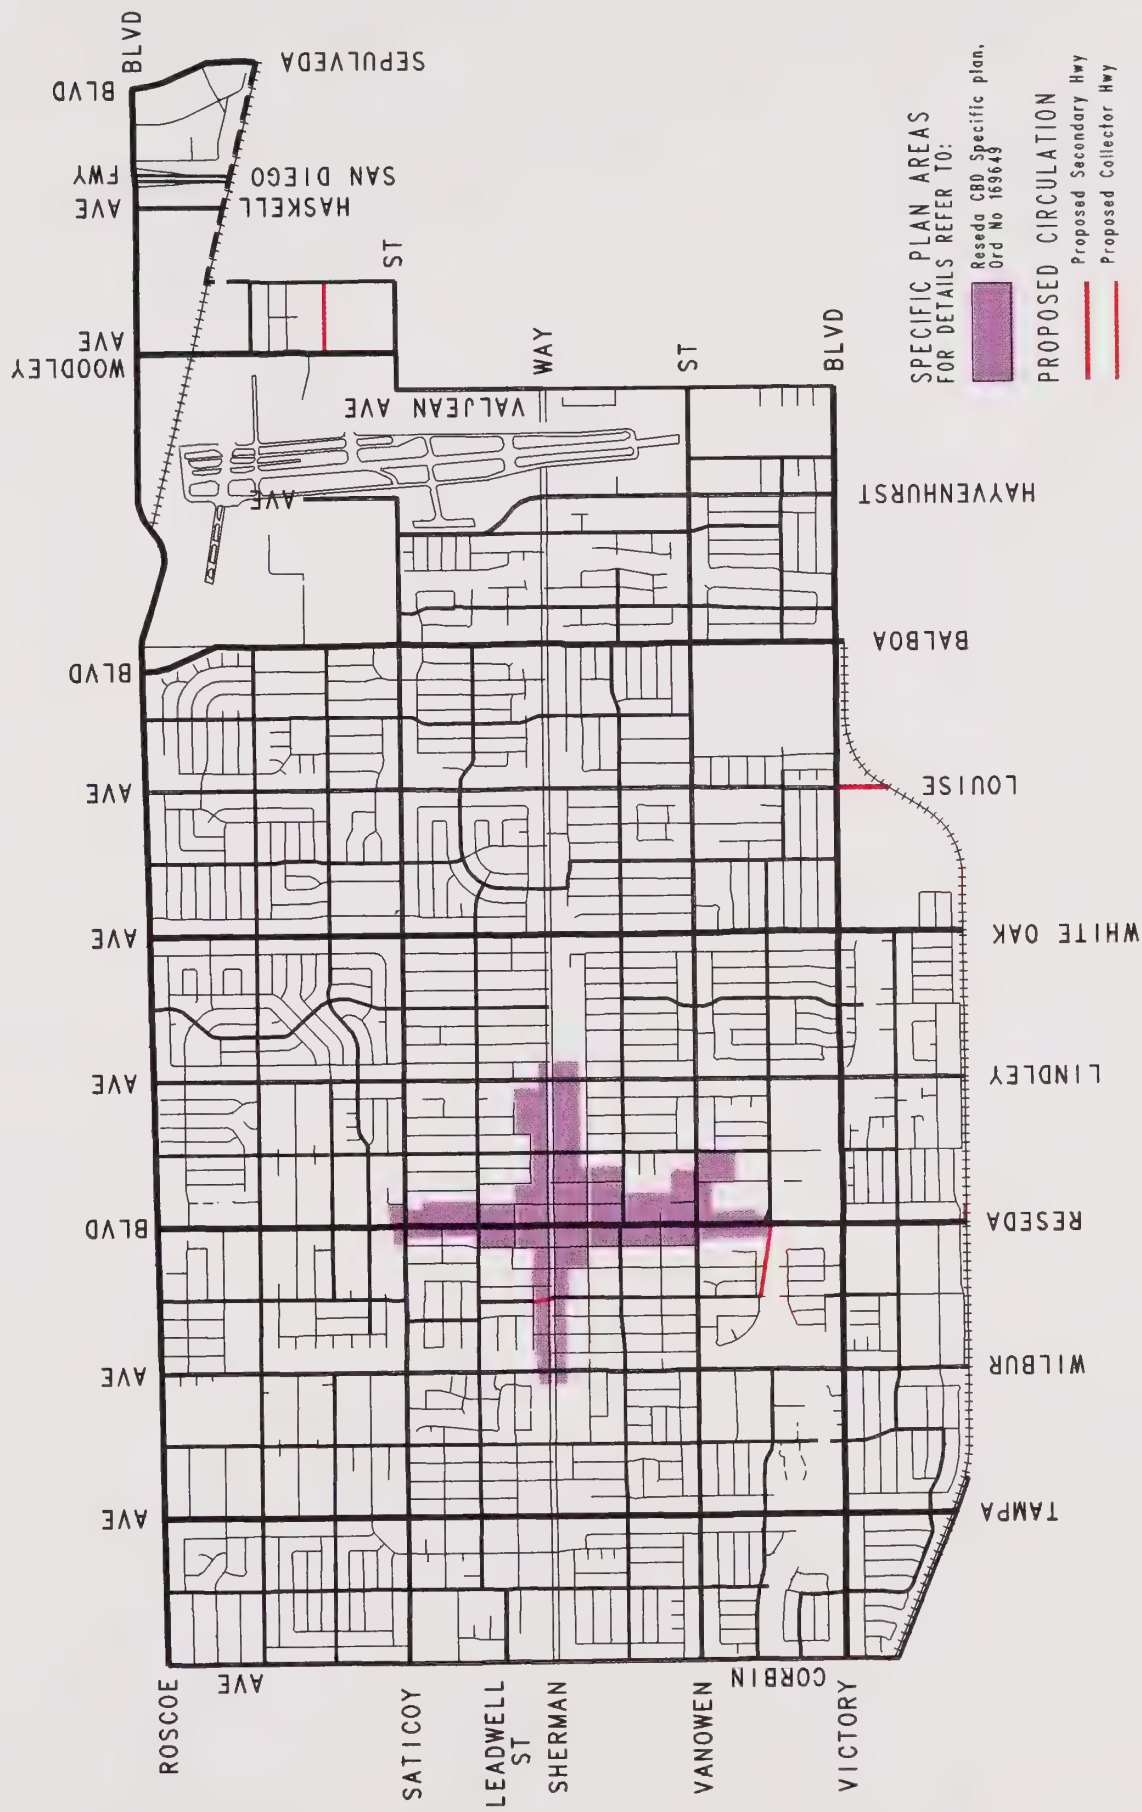 ROSCOE
BLVD
SATICOY
ST
LEADWELL
ST
SHERMAN
WAY
VANOWEN
ST
VICTORY
BLVD
CORBIN
AVE
TAMPA
AVE
WILBUR
AVE
RESEDA
BLVD
LINDLEY
AVE
WHITE OAK
AVE
LOUISE
AVE
BALBOA
BLVD
HAYVENHURST
AVE
VALJEAN AVE
WOODLEY
AVE
HASKELL
AVE
SAN DIEGO
FWY
SEPULVEDA
BLVD
SPECIFIC PLAN AREAS
FOR DETAILS REFER TO:
Reseda CBD Specific plan,
Ord No 169649
PROPOSED CIRCULATION
Proposed Secondary Hwy
Proposed Collector Hwy